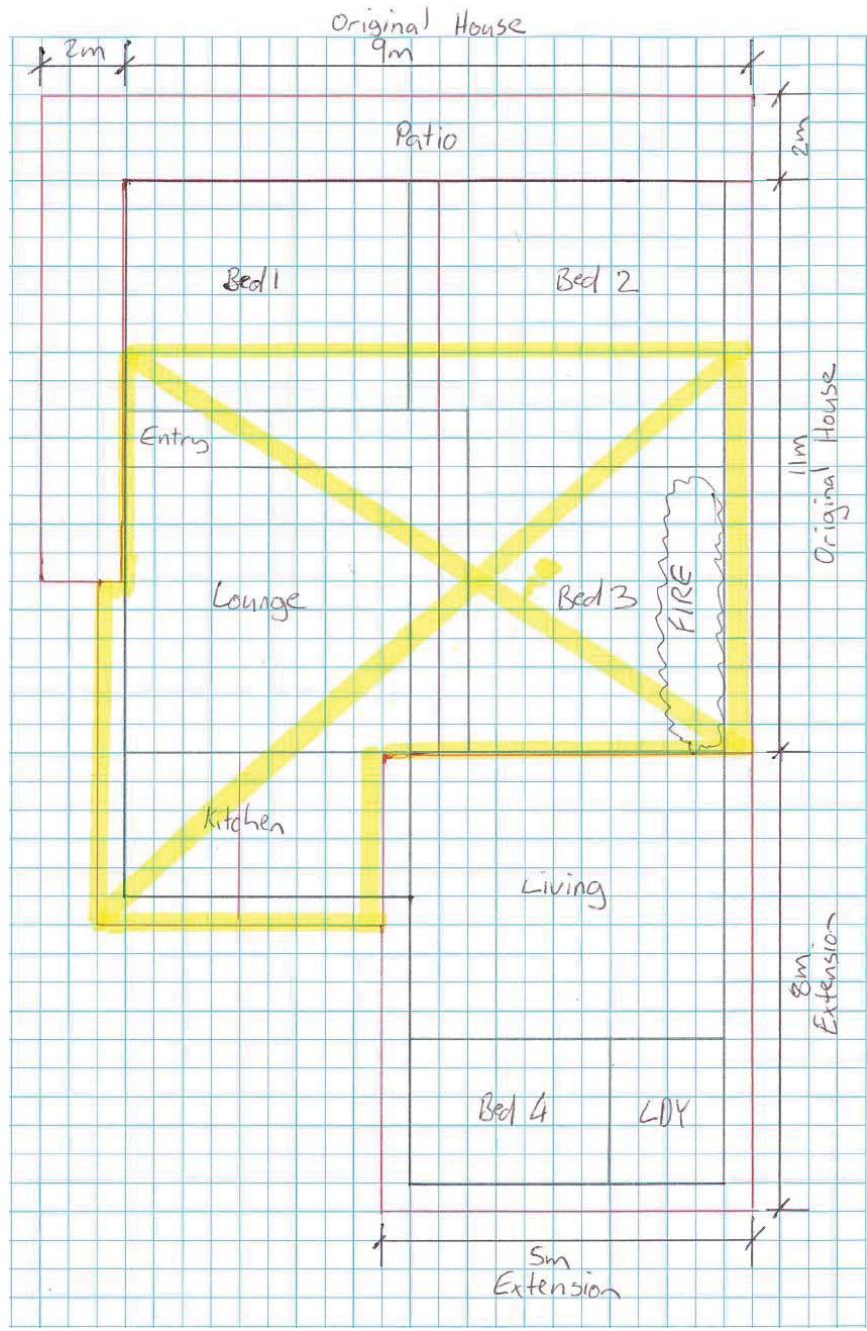 Original House
2m
9m
Patio
2m
Bed 1
Bed 2
Entry
11m
Original House
Lounge
Bed 3
FIRE
Kitchen
Living
8m
Extension
Bed 4
LDY
5m
Extension